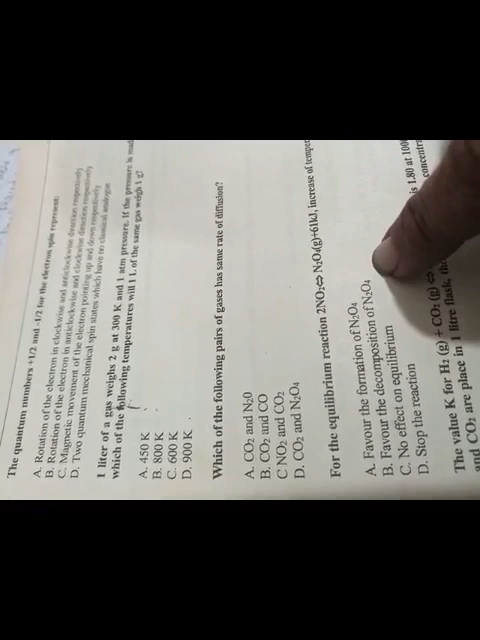 The quantum numbers +1/2 and -1/2 for the electron spin represent:
A. Rotation of the electron in clockwise and anticlockwise direction respectively
B. Rotation of the electron in anticlockwise and clockwise direction respectively
C. Magnetic movement of the electron pointing up and down respectively
D. Two quantum mechanical spin states which have no classical analogue
1 liter of a gas weighs 2 g at 300 K and 1 atm pressure. If the pressure is mad
which of the following temperatures will 1 L of the same gas weigh 1 g?
A. 450 K
B. 800 K
C. 600 K
D. 900 K
Which of the following pairs of gases has same rate of diffusion?
A. CO2 and N20
B. CO2 and CO
C NO2 and CO2
D. CO2 and N2O4
For the equilibrium reaction 2NO2⇔ N2O4(g)+61kJ, increase of temper
A. Favour the formation of N2O4
B. Favour the decomposition of N2O4
C. No effect on equilibrium
D. Stop the reaction
The value K for H2 (g) + CO2 (g) ⇔ is 1.80 at 100
and CO2 are place in 1 litre flask, the concentra